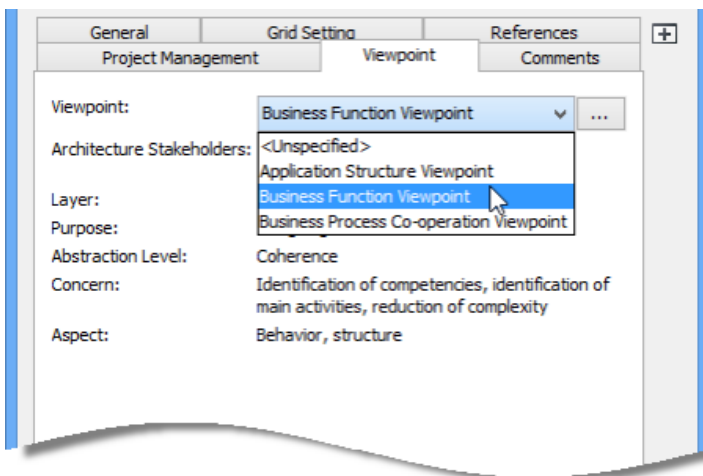 General Grid Setting References
Project Management Viewpoint Comments
Viewpoint: Business Function Viewpoint ...
<Unspecified>
Architecture Stakeholders:
Application Structure Viewpoint
Layer: Business Function Viewpoint
Purpose: Business Process Co-operation Viewpoint
Abstraction Level: Coherence
Concern: Identification of competencies, identification of
main activities, reduction of complexity
Aspect: Behavior, structure